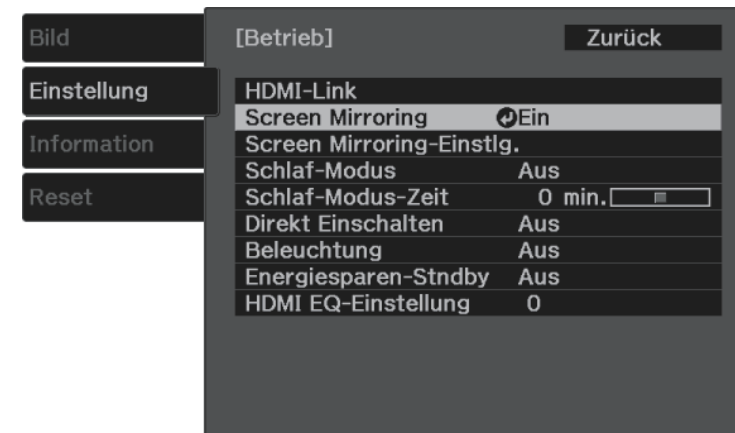 Bild
Einstellung
Information
Reset
[Betrieb] Zurück
HDMI-Link
Screen Mirroring Ein
Screen Mirroring-Einstlg.
Schlaf-Modus Aus
Schlaf-Modus-Zeit 0 min.
Direkt Einschalten Aus
Beleuchtung Aus
Energiesparen-Stndby Aus
HDMI EQ-Einstellung 0